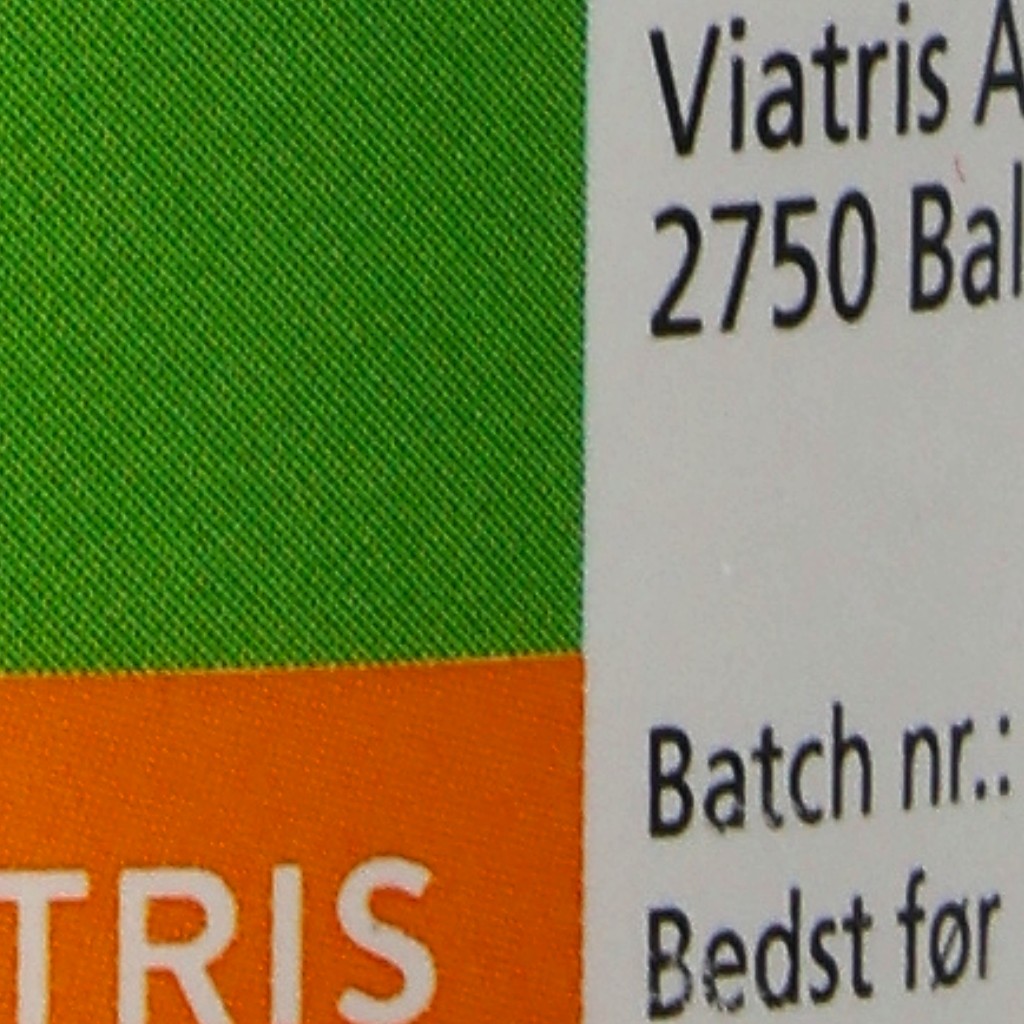 Viatris A
2750 Bal
Batch nr.:
Bedst før
TRIS